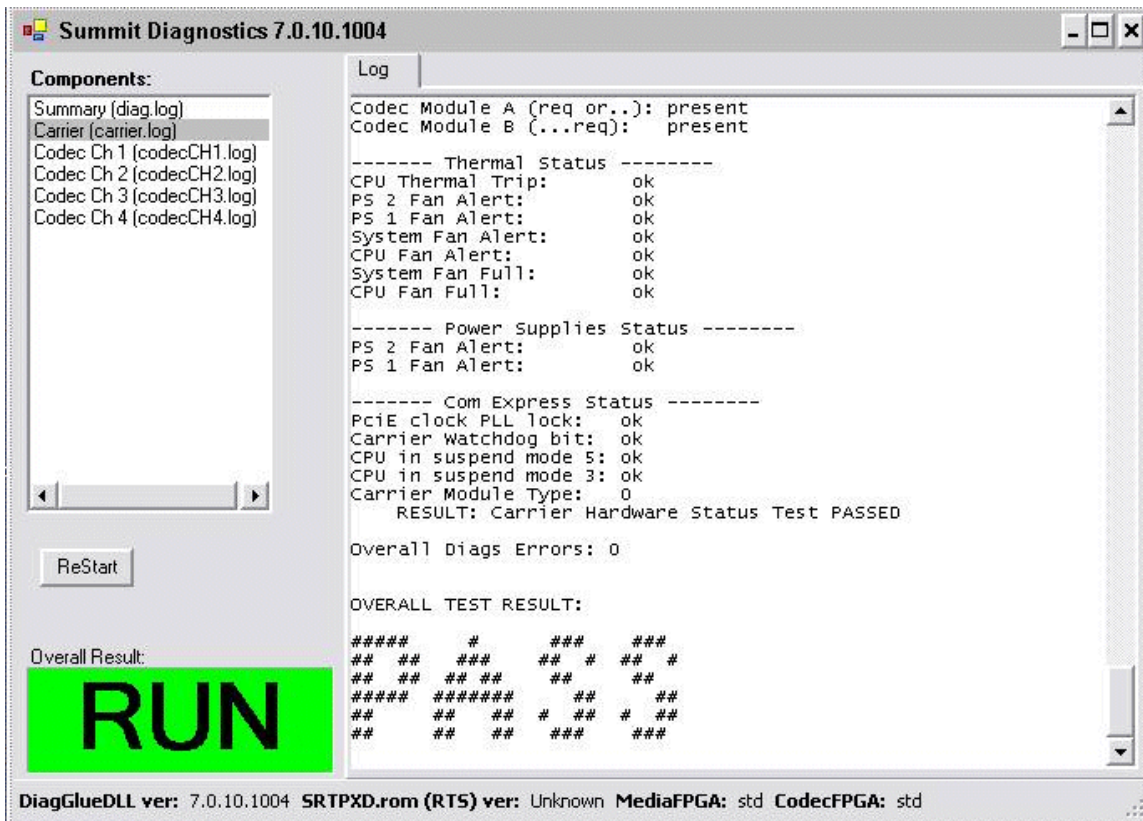 Summit Diagnostics 7.0.10.1004
Components:
Summary (diag.log)
Carrier (carrier.log)
Codec Ch 1 (codecCH1.log)
Codec Ch 2 (codecCH2.log)
Codec Ch 3 (codecCH3.log)
Codec Ch 4 (codecCH4.log)
ReStart
Overall Result:
RUN
Log
Codec Module A (req or..): present
Codec Module B (...req): present
------- Thermal Status --------
CPU Thermal Trip: ok
PS 2 Fan Alert: ok
PS 1 Fan Alert: ok
System Fan Alert: ok
CPU Fan Alert: ok
System Fan Full: ok
CPU Fan Full: ok
------- Power Supplies Status --------
PS 2 Fan Alert: ok
PS 1 Fan Alert: ok
------- Com Express Status --------
PciE clock PLL lock: ok
Carrier Watchdog bit: ok
CPU in suspend mode 5: ok
CPU in suspend mode 3: ok
Carrier Module Type: 0
RESULT: Carrier Hardware Status Test PASSED
Overall Diags Errors: 0
OVERALL TEST RESULT:
PASS
DiagGlueDLL ver: 7.0.10.1004 SRTPXD.rom (RTS) ver: Unknown MediaFPGA: std CodecFPGA: std